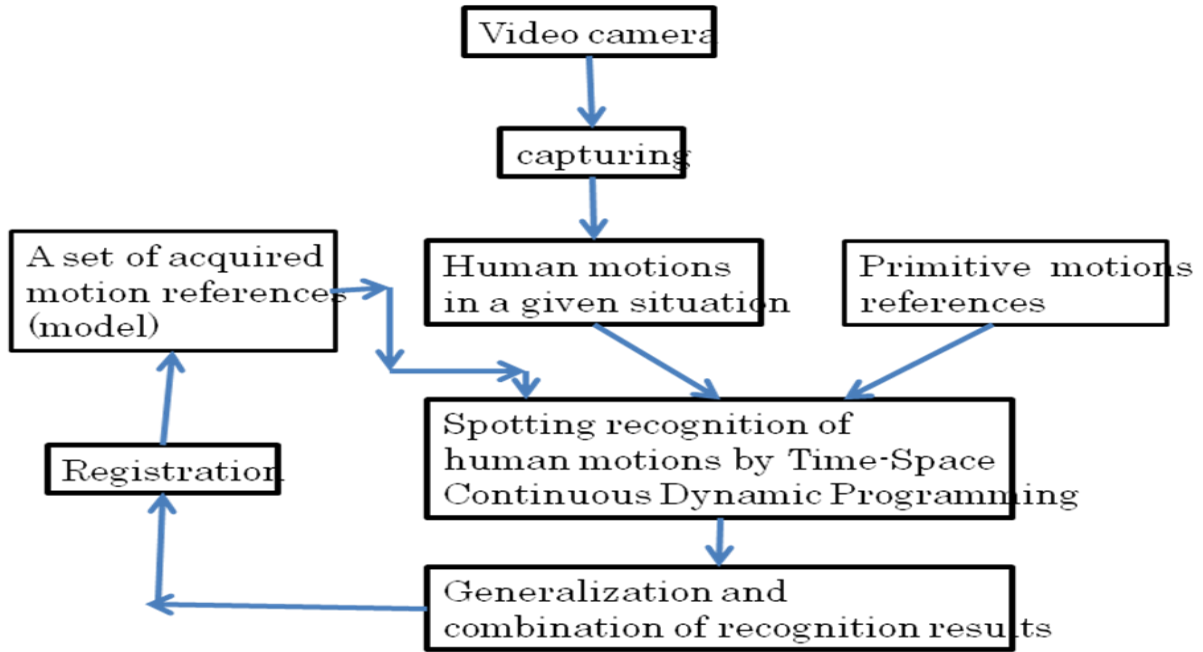 Video camera
capturing
A set of acquired
motion references
(model)
Human motions
in a given situation
Primitive motions
references
Spotting recognition of
human motions by Time-Space
Continuous Dynamic Programming
Registration
Generalization and
combination of recognition results